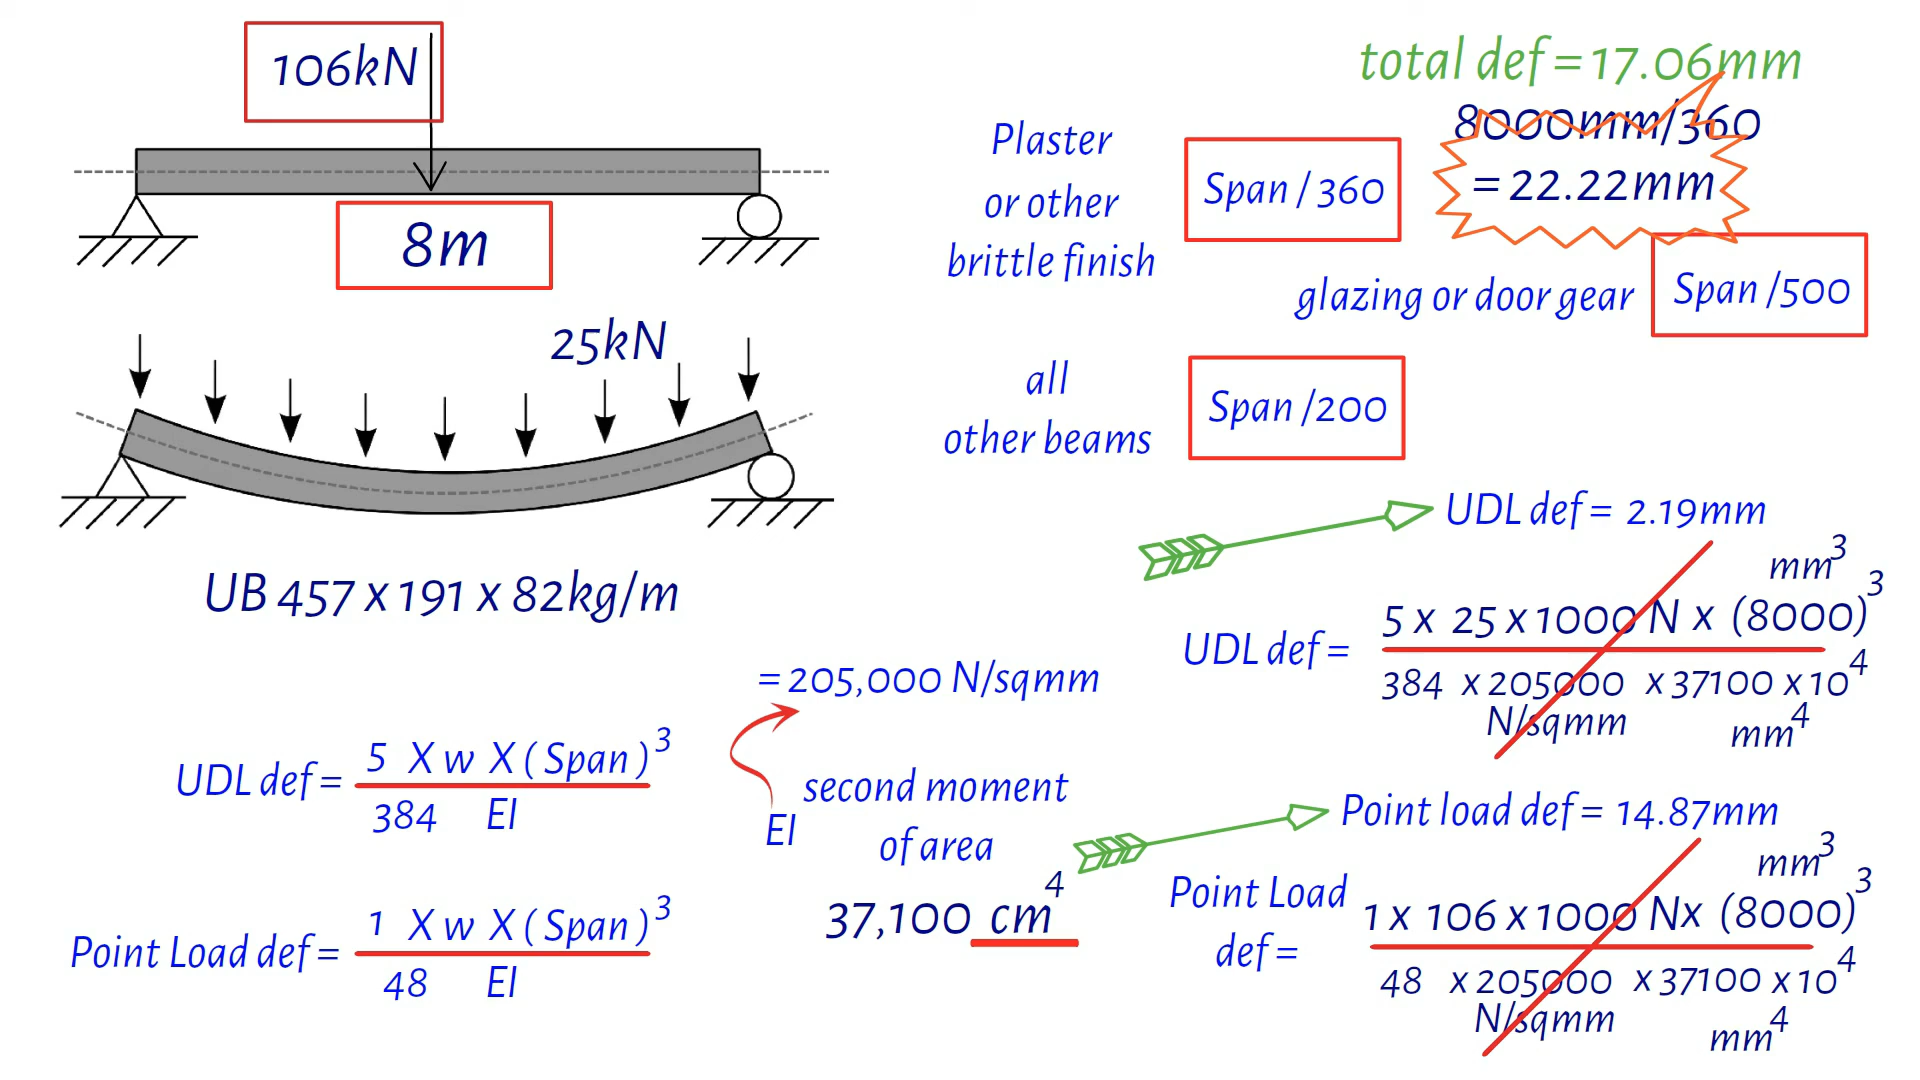 106kN
8m
25kN
UB 457 x 191 x 82kg/m
UDL def = 5 X w X ( Span )³
384 EI
Point Load def = 1 X w X ( Span )³
48 EI
= 205,000 N/sqmm
EI
second moment
of area
37,100 cm⁴
total def = 17.06mm
8000mm/360
= 22.22mm
Plaster
or other
brittle finish
Span / 360
glazing or door gear
Span /500
all
other beams
Span /200
UDL def = 2.19mm
mm³
UDL def = 5 x 25 x 1000 N x (8000)³
384 x 205000 x 37100 x 10⁴
N/sqmm mm⁴
Point load def = 14.87mm
mm³
Point Load
def =
1 x 106 x 1000 Nx (8000)³
48 x 205000 x 37100 x 10⁴
N/sqmm mm⁴